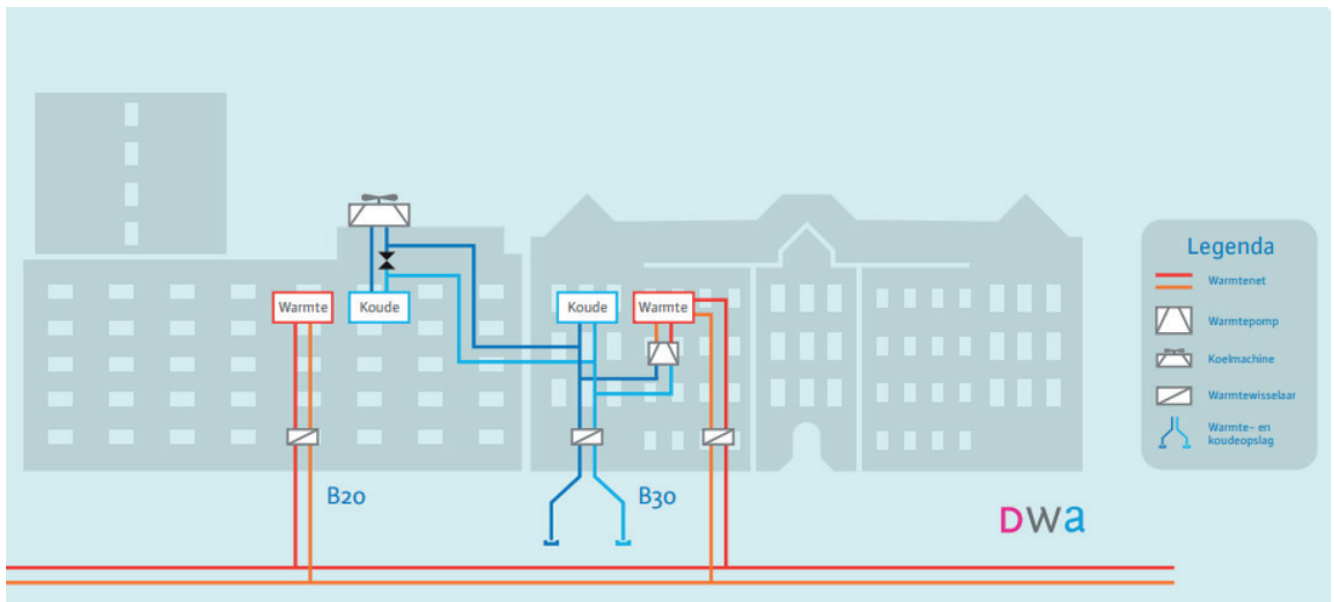 Warmte
Koude
Koude
Warmte
B20
B30
Legenda
Warmtenet
Warmtepomp
Koelmachine
Warmtewisselaar
Warmte- en
koudeopslag
DWa